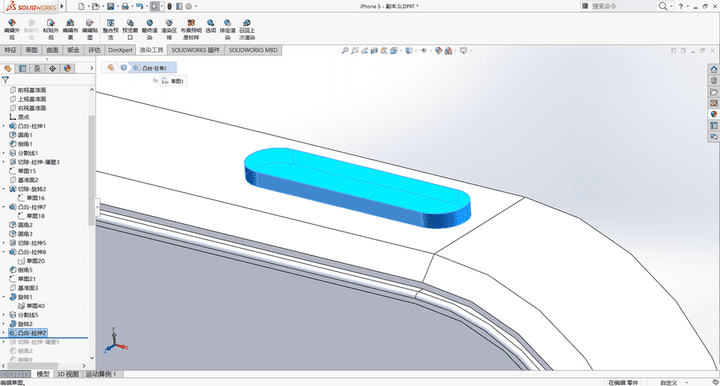 SOLIDWORKS
iPhone 5 - 副本.SLDPRT *
搜索命令
编辑外观
复制外观
粘贴外观
编辑布景
编辑贴图
整合预览
预览窗口
最终渲染
渲染区域
布景照明度校样
选项
排定渲染
召回上次渲染
特征 草图 曲面 钣金 评估 DimXpert 渲染工具 SOLIDWORKS 插件 SOLIDWORKS MBD
凸台-拉伸2
草图3
前视基准面
上视基准面
右视基准面
原点
凸台-拉伸1
圆角1
倒角1
分割线1
切除-拉伸-薄壁3
草图15
基准面2
切除-旋转2
草图16
凸台-拉伸7
草图18
圆角2
圆角3
切除-拉伸5
凸台-拉伸8
草图20
倒角5
草图21
基准面3
旋转1
草图40
分割线5
旋转2
凸台-拉伸2
切除-拉伸-薄壁5
倒角2
倒角9
模型 3D 视图 运动算例 1
编辑草图。
在编辑 零件
自定义